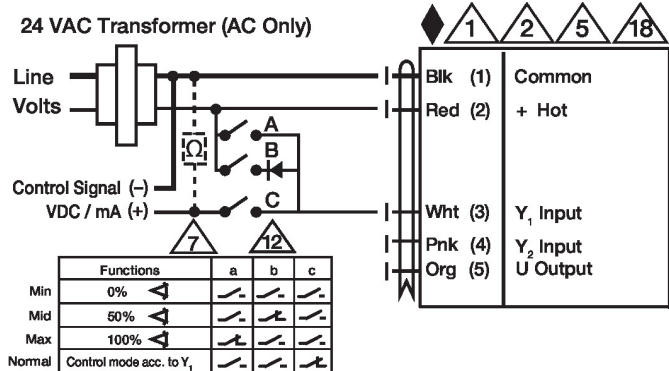 24 VAC Transformer (AC Only)
1 2 5 18
Line
Volts
Blk (1) Common
Red (2) + Hot
A
B
Ω
Control Signal (−)
VDC / mA (+)
C
Wht (3) Y₁ Input
Pnk (4) Y₂ Input
Org (5) U Output
7 12
Functions a b c
Min 0%
Mid 50%
Max 100%
Normal Control mode acc. to Y₁